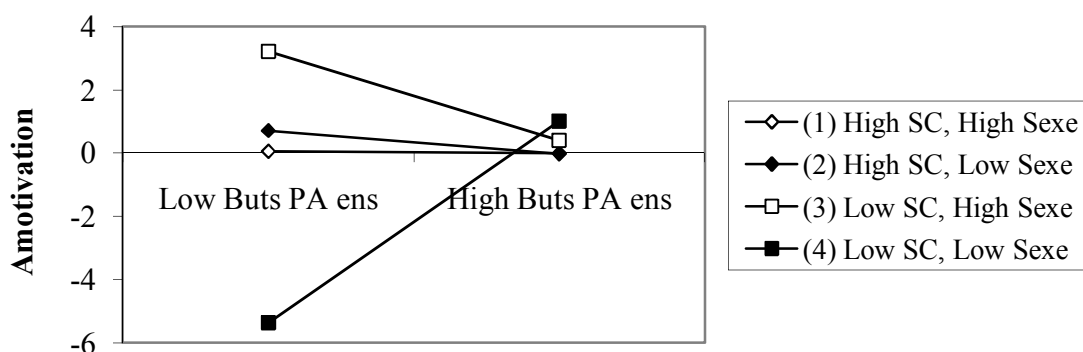 4
2
0
-2
-4
-6
Amotivation
Low Buts PA ens
High Buts PA ens
(1) High SC, High Sexe
(2) High SC, Low Sexe
(3) Low SC, High Sexe
(4) Low SC, Low Sexe